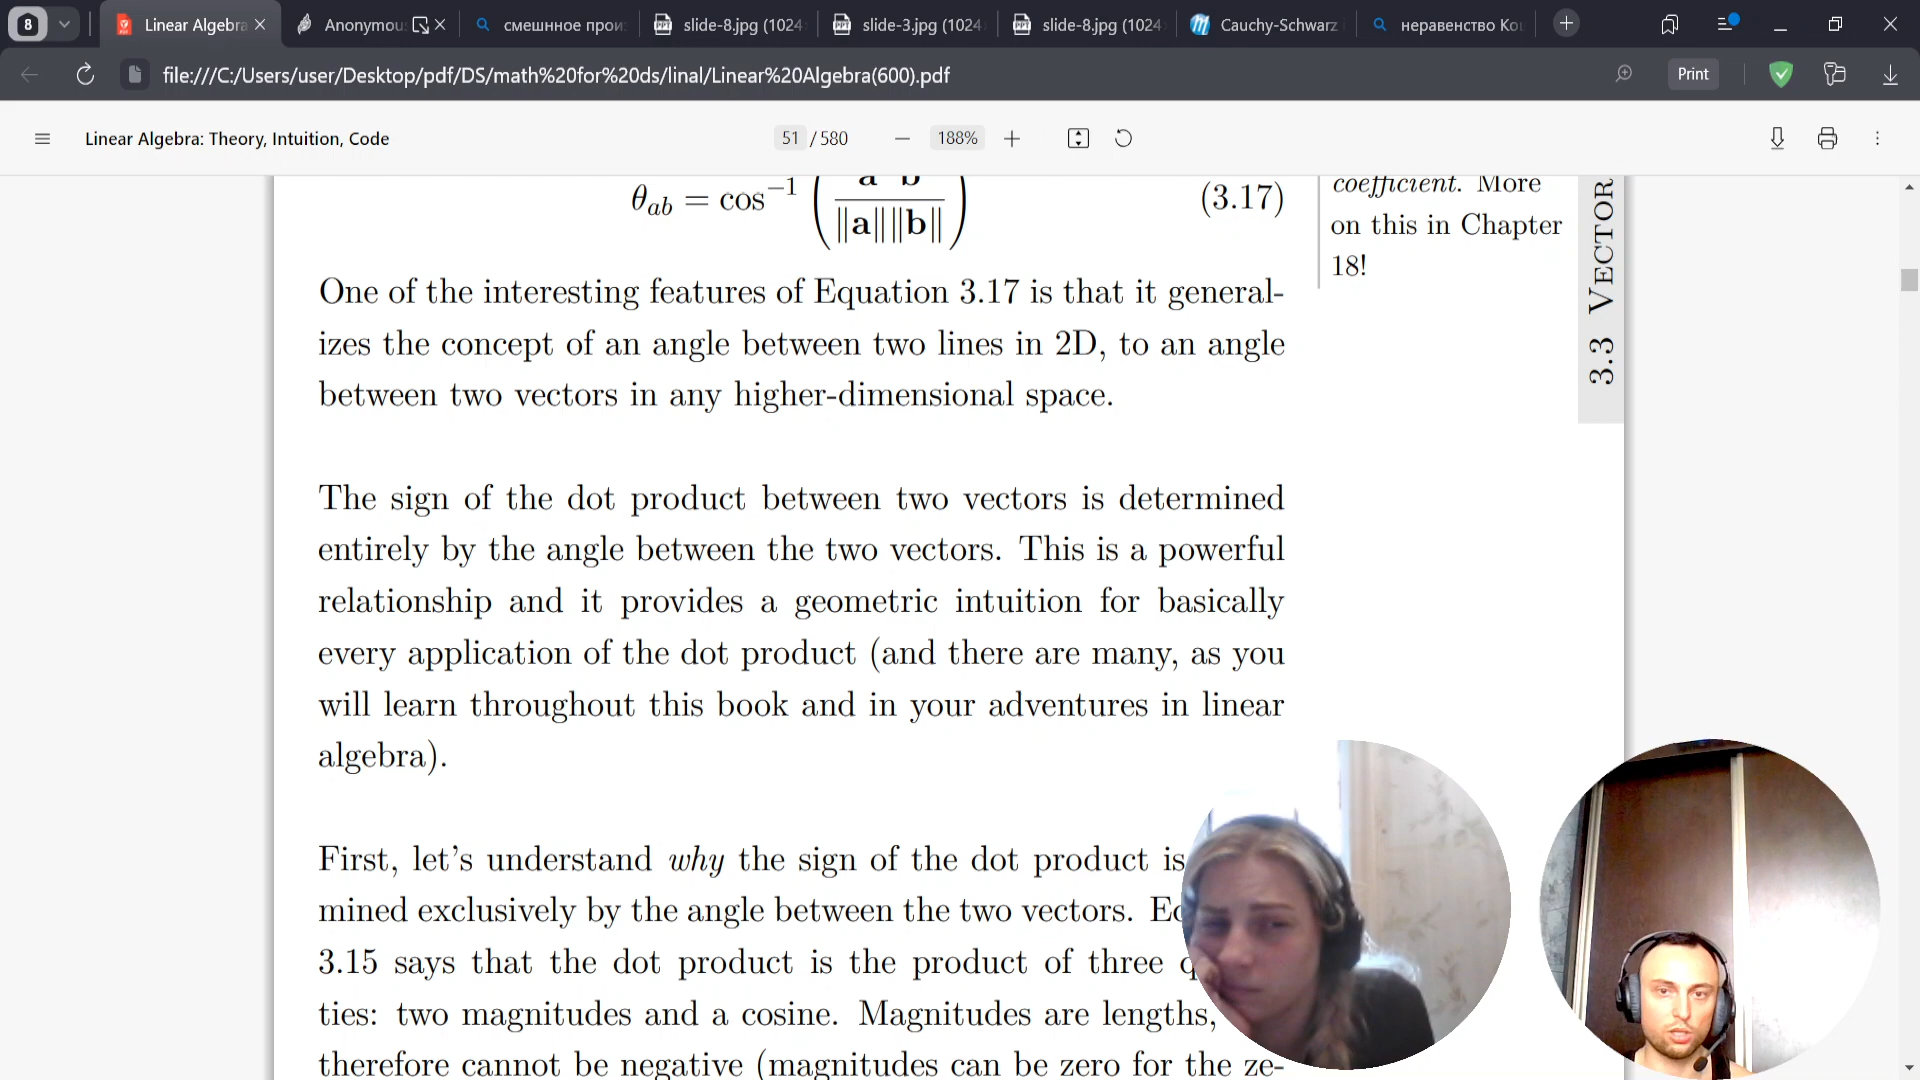 8
Linear Algebra
Anonymou
смешнное прои
slide-8.jpg (1024
slide-3.jpg (1024
slide-8.jpg (1024
Cauchy-Schwarz
неравенство Ко
file:///C:/Users/user/Desktop/pdf/DS/math%20for%20ds/linal/Linear%20Algebra(600).pdf
Print
Linear Algebra: Theory, Intuition, Code
51 / 580
188%
θab = cos−1 ( a b / ‖a‖‖b‖ ) (3.17)
coefficient. More
on this in Chapter
18!
3.3 VECTOR
One of the interesting features of Equation 3.17 is that it general-
izes the concept of an angle between two lines in 2D, to an angle
between two vectors in any higher-dimensional space.
The sign of the dot product between two vectors is determined
entirely by the angle between the two vectors. This is a powerful
relationship and it provides a geometric intuition for basically
every application of the dot product (and there are many, as you
will learn throughout this book and in your adventures in linear
algebra).
First, let's understand why the sign of the dot product is
mined exclusively by the angle between the two vectors.
3.15 says that the dot product is the product of three
ties: two magnitudes and a cosine. Magnitudes are lengths,
therefore cannot be negative (magnitudes can be zero for the ze-